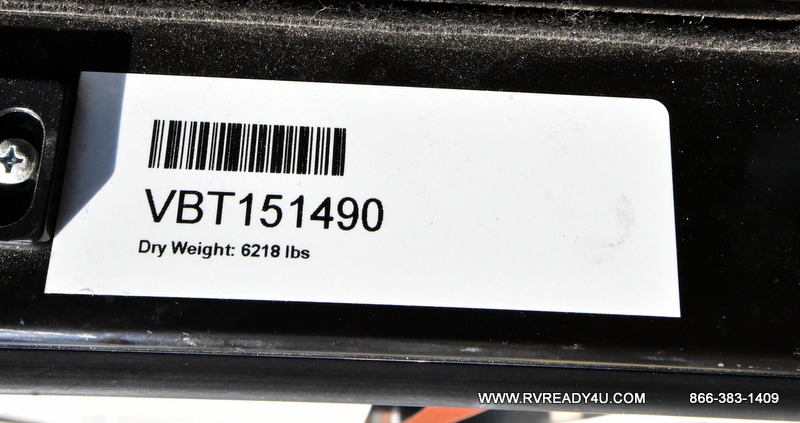 VBT151490
Dry Weight: 6218 lbs
WWW.RVREADY4U.COM 866-383-1409